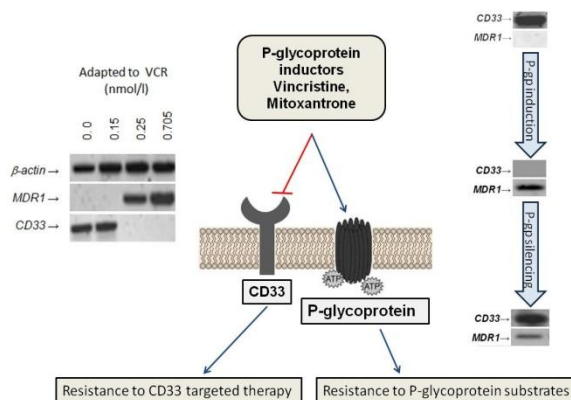 Adapted to VCR
(nmol/l)
0.0
0.15
0.25
0.705
β-actin →
MDR1 →
CD33 →
P-glycoprotein
inductors
Vincristine,
Mitoxantrone
CD33
ATP
ATP
P-glycoprotein
Resistance to CD33 targeted therapy
Resistance to P-glycoprotein substrates
CD33→
MDR1→
P-gp induction
CD33→
MDR1→
P-gp silencing
CD33→
MDR1→